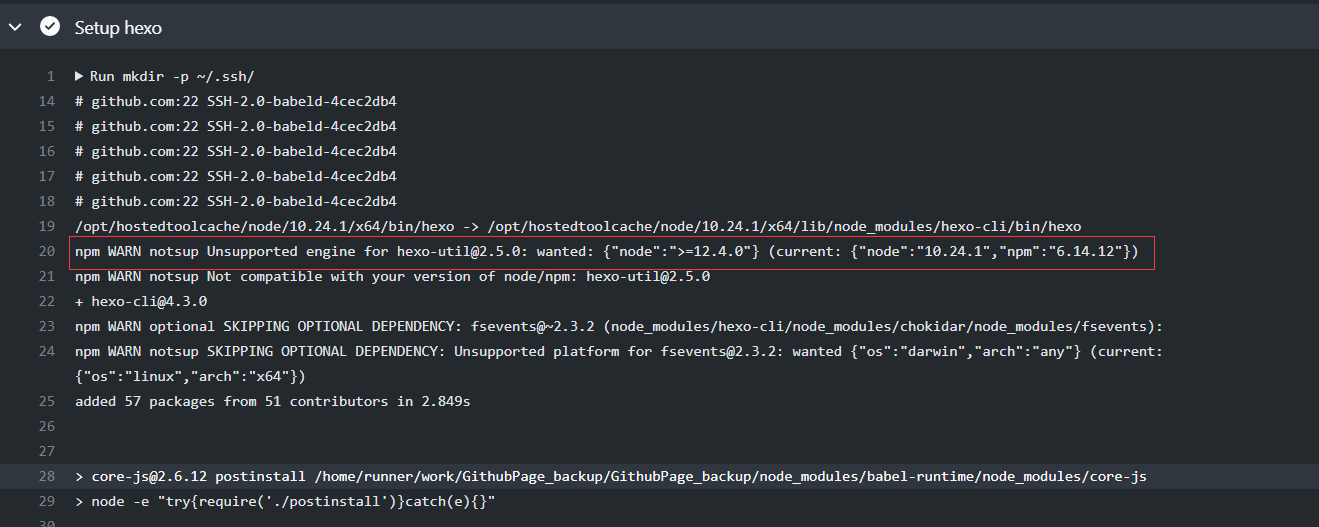 Setup hexo
1 Run mkdir -p ~/.ssh/
14 # github.com:22 SSH-2.0-babeld-4cec2db4
15 # github.com:22 SSH-2.0-babeld-4cec2db4
16 # github.com:22 SSH-2.0-babeld-4cec2db4
17 # github.com:22 SSH-2.0-babeld-4cec2db4
18 # github.com:22 SSH-2.0-babeld-4cec2db4
19 /opt/hostedtoolcache/node/10.24.1/x64/bin/hexo -> /opt/hostedtoolcache/node/10.24.1/x64/lib/node_modules/hexo-cli/bin/hexo
20 npm WARN notsup Unsupported engine for hexo-util@2.5.0: wanted: {"node":">=12.4.0"} (current: {"node":"10.24.1","npm":"6.14.12"})
21 npm WARN notsup Not compatible with your version of node/npm: hexo-util@2.5.0
22 + hexo-cli@4.3.0
23 npm WARN optional SKIPPING OPTIONAL DEPENDENCY: fsevents@~2.3.2 (node_modules/hexo-cli/node_modules/chokidar/node_modules/fsevents):
24 npm WARN notsup SKIPPING OPTIONAL DEPENDENCY: Unsupported platform for fsevents@2.3.2: wanted {"os":"darwin","arch":"any"} (current:
{"os":"linux","arch":"x64"})
25 added 57 packages from 51 contributors in 2.849s
26
27
28 > core-js@2.6.12 postinstall /home/runner/work/GithubPage_backup/GithubPage_backup/node_modules/babel-runtime/node_modules/core-js
29 > node -e "try{require('./postinstall')}catch(e){}"
30